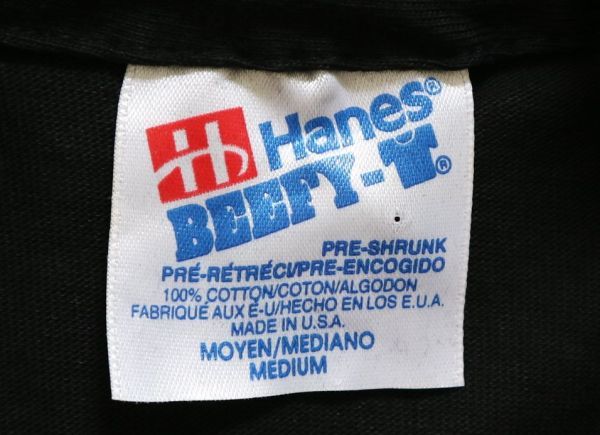 H Hanes®
BEEFY-T®
PRE-SHRUNK
PRÉ-RÉTRÉCI/PRE-ENCOGIDO
100% COTTON/COTON/ALGODON
FABRIQUÉ AUX É-U/HECHO EN LOS E.U.A.
MADE IN U.S.A.
MOYEN/MEDIANO
MEDIUM